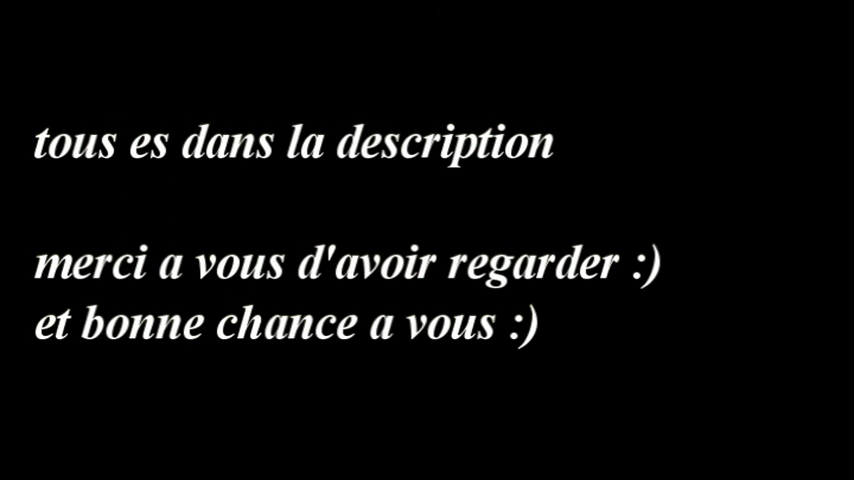 tous es dans la description
merci a vous d'avoir regarder :)
et bonne chance a vous :)